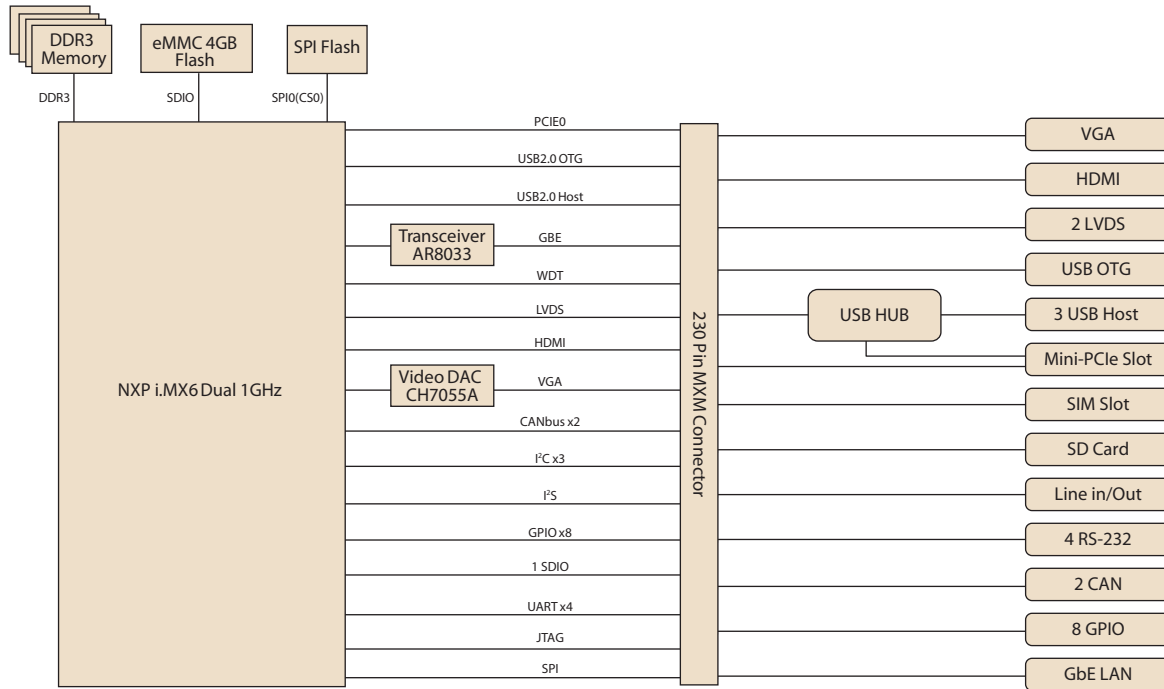 DDR3
Memory
eMMC 4GB
Flash
SPI Flash
DDR3
SDIO
SPI0(CS0)
NXP i.MX6 Dual 1GHz
PCIE0
USB2.0 OTG
USB2.0 Host
Transceiver
AR8033
GBE
WDT
LVDS
HDMI
Video DAC
CH7055A
VGA
CANbus x2
I²C x3
I²S
GPIO x8
1 SDIO
UART x4
JTAG
SPI
230 Pin MXM Connector
USB HUB
VGA
HDMI
2 LVDS
USB OTG
3 USB Host
Mini-PCIe Slot
SIM Slot
SD Card
Line in/Out
4 RS-232
2 CAN
8 GPIO
GbE LAN